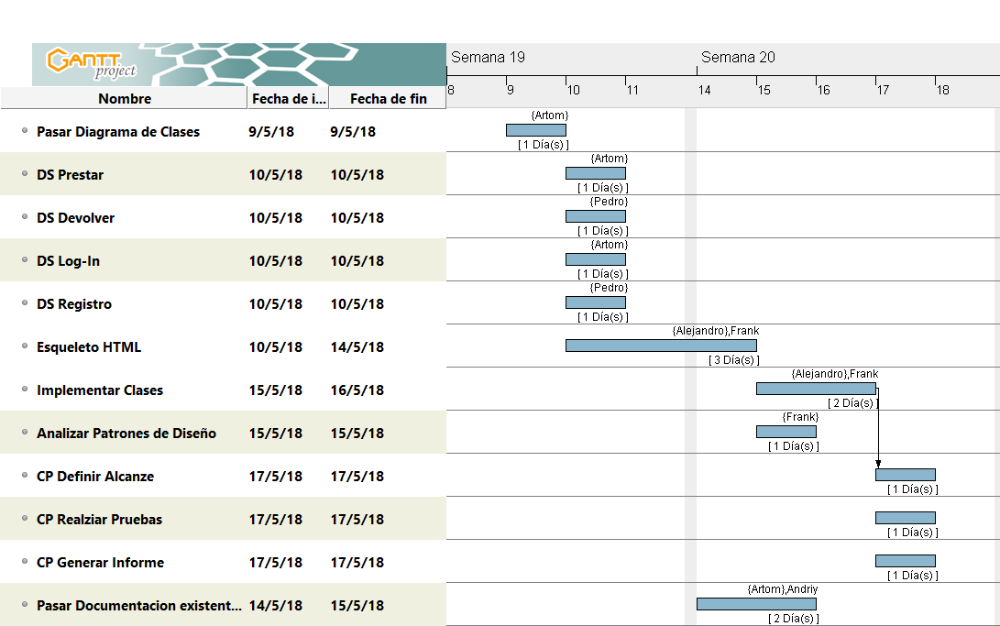 GANTT
project
Semana 19 Semana 20
Nombre Fecha de i... Fecha de fin
8 9 10 11 14 15 16 17 18
{Artom}
Pasar Diagrama de Clases 9/5/18 9/5/18
[ 1 Día(s) ]
{Artom}
DS Prestar 10/5/18 10/5/18
[ 1 Día(s) ]
{Pedro}
DS Devolver 10/5/18 10/5/18
[ 1 Día(s) ]
{Artom}
DS Log-In 10/5/18 10/5/18
[ 1 Día(s) ]
{Pedro}
DS Registro 10/5/18 10/5/18
[ 1 Día(s) ]
{Alejandro},Frank
Esqueleto HTML 10/5/18 14/5/18
[ 3 Día(s) ]
{Alejandro},Frank
Implementar Clases 15/5/18 16/5/18
[ 2 Día(s) ]
{Frank}
Analizar Patrones de Diseño 15/5/18 15/5/18
[ 1 Día(s) ]
CP Definir Alcanze 17/5/18 17/5/18
[ 1 Día(s) ]
CP Realziar Pruebas 17/5/18 17/5/18
[ 1 Día(s) ]
CP Generar Informe 17/5/18 17/5/18
[ 1 Día(s) ]
{Artom},Andriy
Pasar Documentacion existent... 14/5/18 15/5/18
[ 2 Día(s) ]